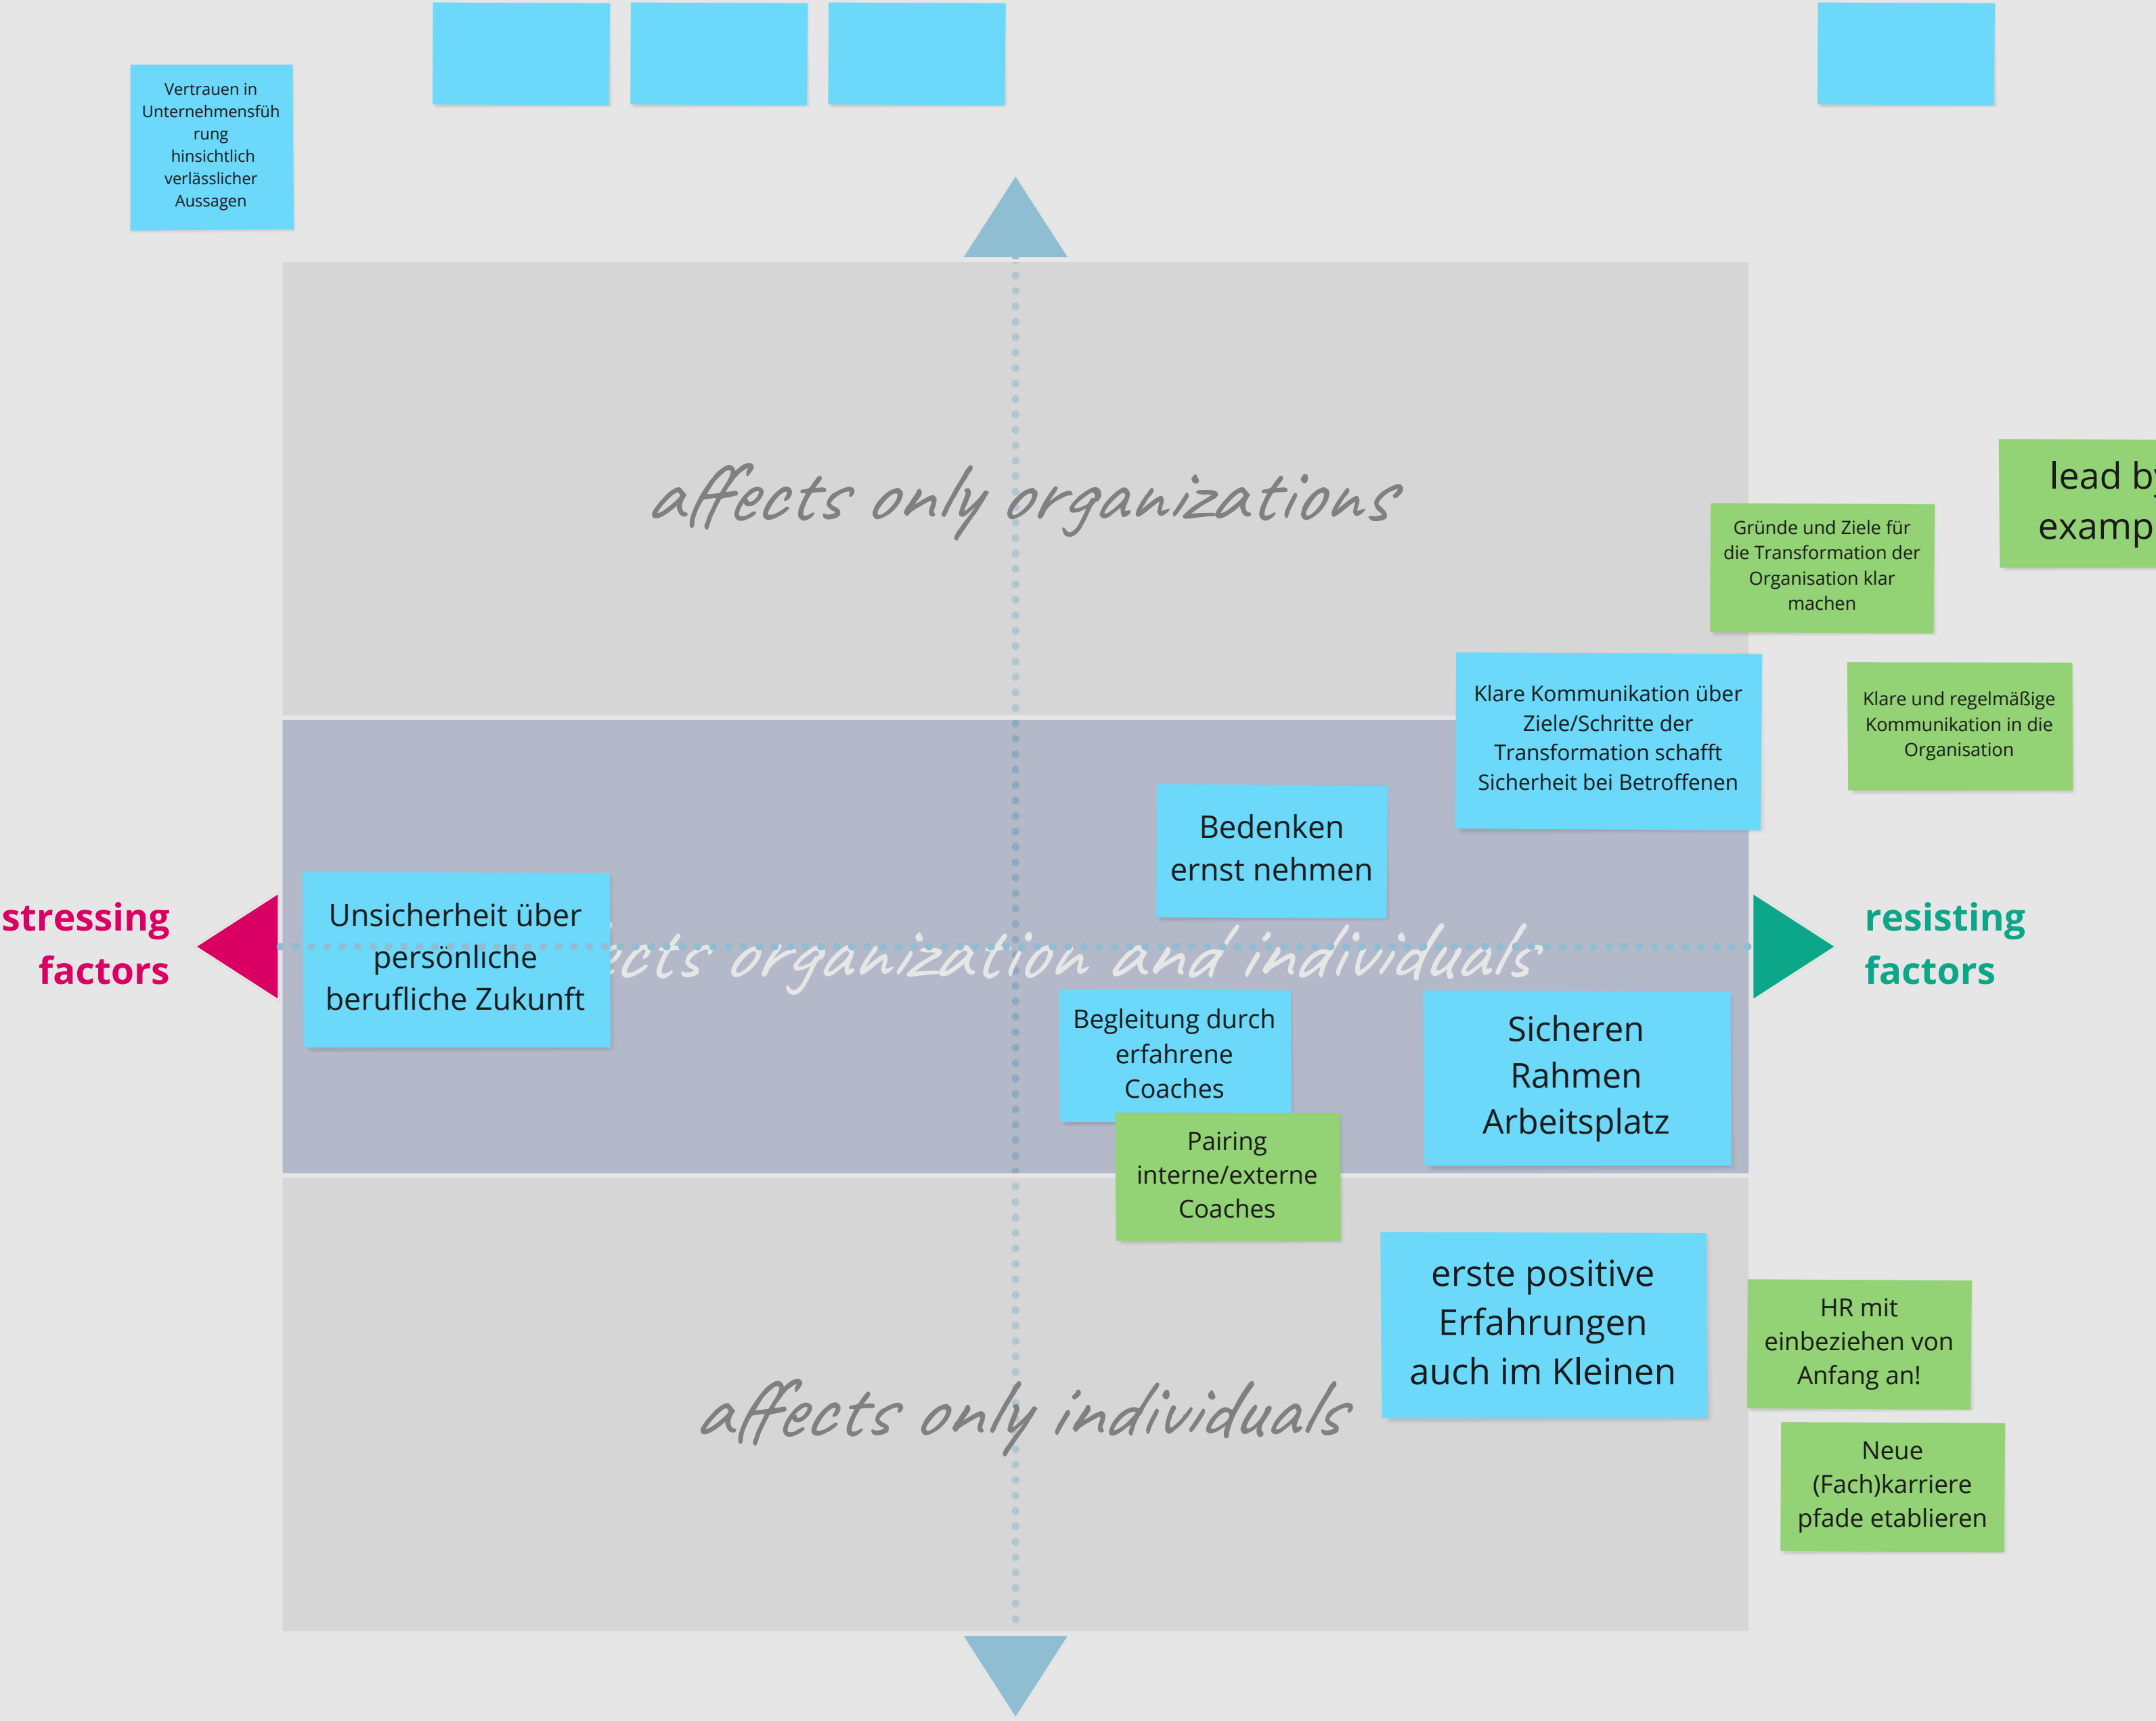 Vertrauen in
Unternehmensfüh
rung
hinsichtlich
verlässlicher
Aussagen
affects only organizations
lead by
examp
Gründe und Ziele für
die Transformation der
Organisation klar
machen
Klare Kommunikation über
Ziele/Schritte der
Transformation schafft
Sicherheit bei Betroffenen
Klare und regelmäßige
Kommunikation in die
Organisation
Bedenken
ernst nehmen
stressing
factors
Unsicherheit über
persönliche
berufliche Zukunft
ects organization and individuals
resisting
factors
Begleitung durch
erfahrene
Coaches
Sicheren
Rahmen
Arbeitsplatz
Pairing
interne/externe
Coaches
erste positive
Erfahrungen
auch im Kleinen
HR mit
einbeziehen von
Anfang an!
affects only individuals
Neue
(Fach)karriere
pfade etablieren